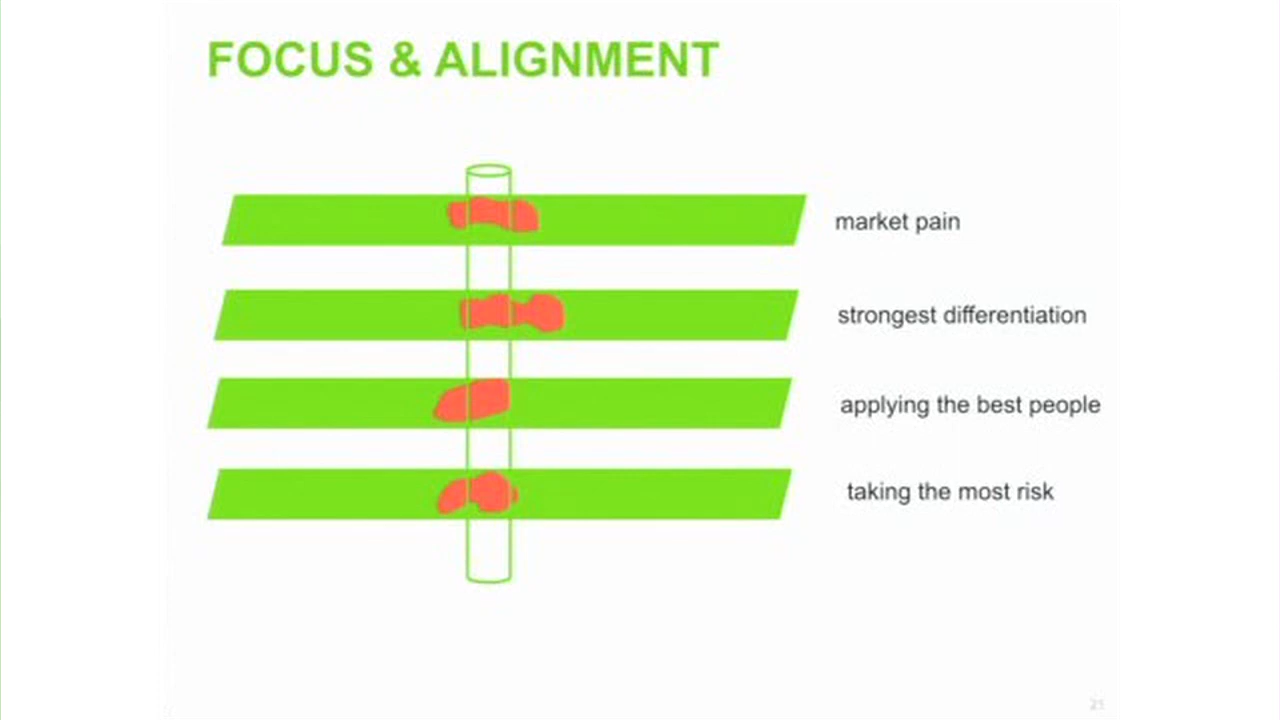 FOCUS & ALIGNMENT
market pain
strongest differentiation
applying the best people
taking the most risk